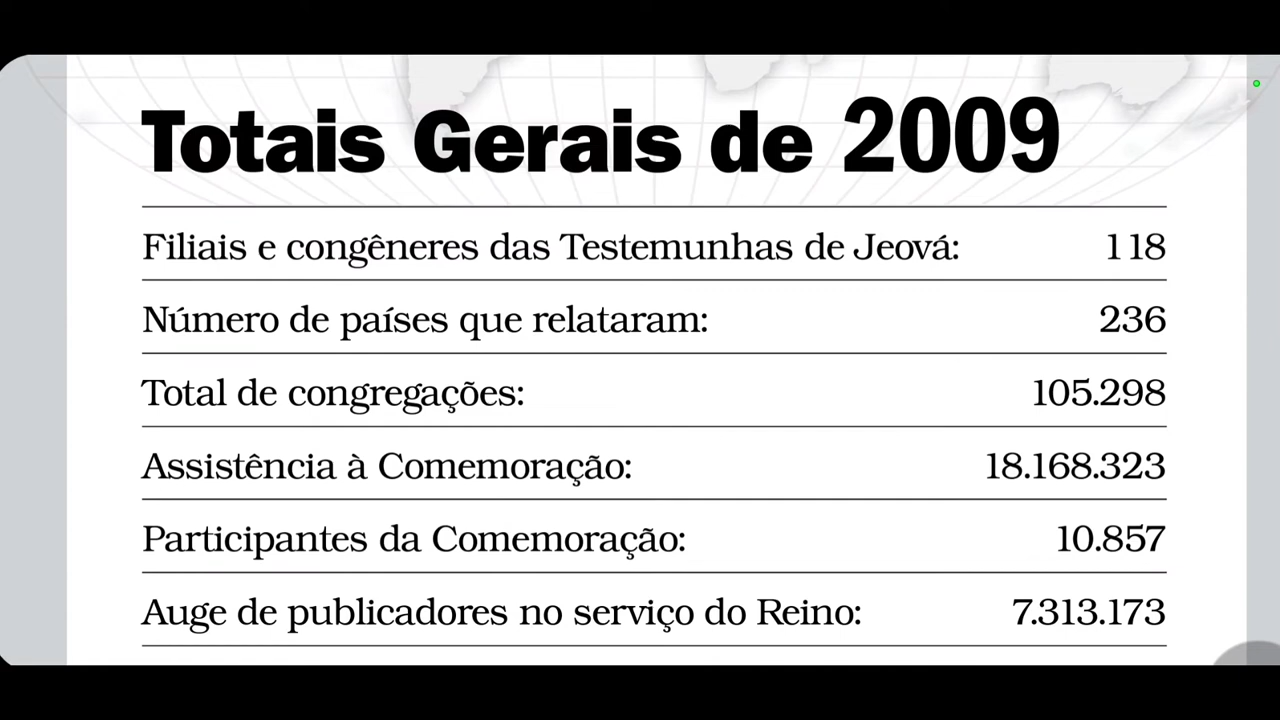 Totais Gerais de 2009
Filiais e congêneres das Testemunhas de Jeová: 118
Número de países que relataram: 236
Total de congregações: 105.298
Assistência à Comemoração: 18.168.323
Participantes da Comemoração: 10.857
Auge de publicadores no serviço do Reino: 7.313.173